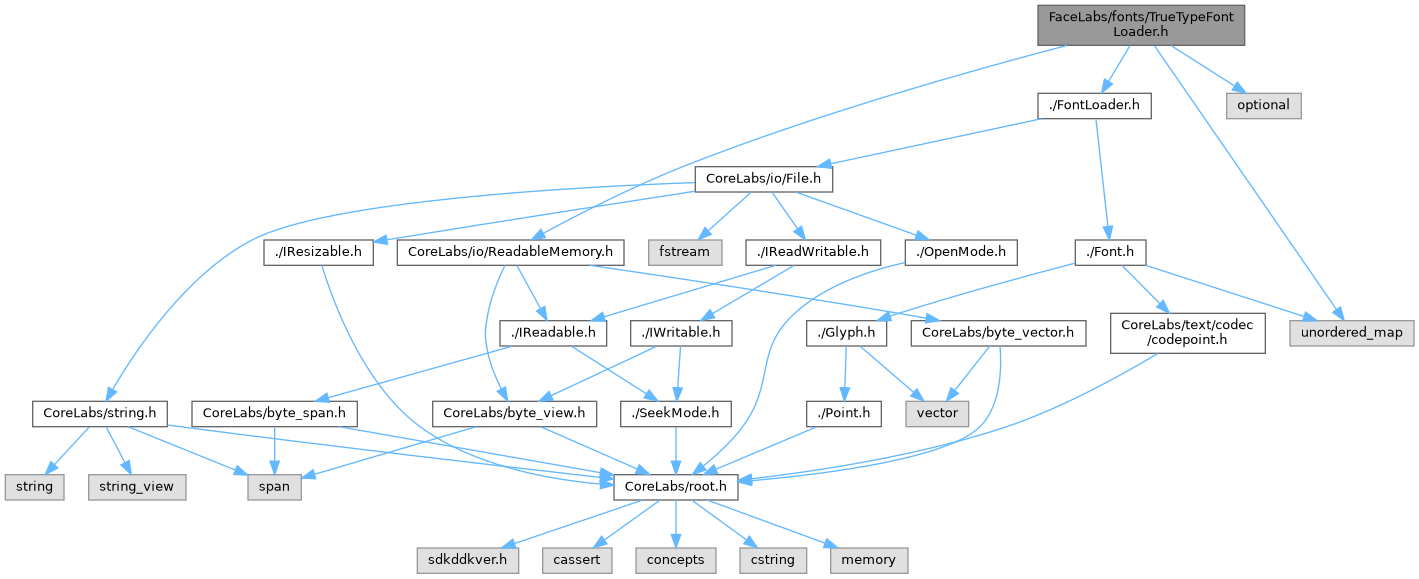 FaceLabs/fonts/TrueTypeFont
Loader.h
./FontLoader.h
optional
CoreLabs/io/File.h
./IResizable.h
CoreLabs/io/ReadableMemory.h
fstream
./IReadWritable.h
./OpenMode.h
./Font.h
./IReadable.h
./IWritable.h
./Glyph.h
CoreLabs/byte_vector.h
CoreLabs/text/codec
/codepoint.h
unordered_map
CoreLabs/string.h
CoreLabs/byte_span.h
CoreLabs/byte_view.h
./SeekMode.h
./Point.h
vector
string
string_view
span
CoreLabs/root.h
sdkddkver.h
cassert
concepts
cstring
memory